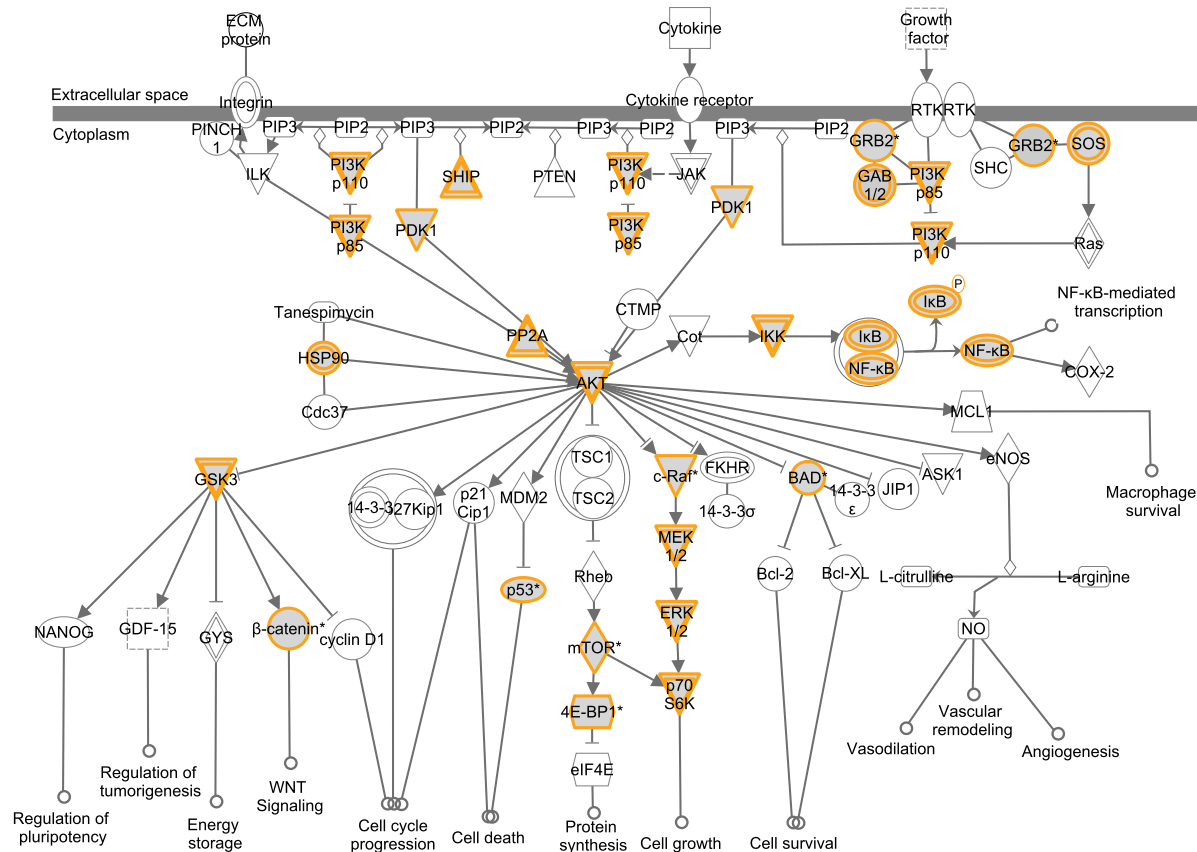 ECM
protein
Cytokine
Growth
factor
Extracellular space
Integrin
Cytokine receptor
RTK
RTK
Cytoplasm
PINCH
1
PIP3
PIP2
PIP3
PIP2
PIP3
PIP2
PIP3
PIP2
GRB2*
GRB2*
SOS
ILK
PI3K
p110
SHIP
PTEN
PI3K
p110
JAK
GAB
1/2
PI3K
p85
SHC
PDK1
PI3K
p85
PDK1
PI3K
p85
PI3K
p110
Ras
P
IκB
NF-κB-mediated
transcription
Tanespimycin
CTMP
PP2A
Cot
IKK
IκB
NF-κB
NF-κB
HSP90
AKT
COX-2
Cdc37
MCL1
TSC1
TSC2
GSK3
c-Raf*
FKHR
BAD*
ASK1
eNOS
14-3-3
27Kip1
p21
Cip1
MDM2
14-3-3σ
14-3-3
ε
JIP1
Macrophage
survival
MEK
1/2
Rheb
p53*
Bcl-2
Bcl-XL
L-citrulline
L-arginine
ERK
1/2
NANOG
GDF-15
GYS
β-catenin*
cyclin D1
mTOR*
NO
p70
S6K
4E-BP1*
Vascular
remodeling
Vasodilation
Angiogenesis
eIF4E
Regulation of
tumorigenesis
WNT
Signaling
Regulation of
pluripotency
Energy
storage
Cell cycle
progression
Cell death
Protein
synthesis
Cell growth
Cell survival